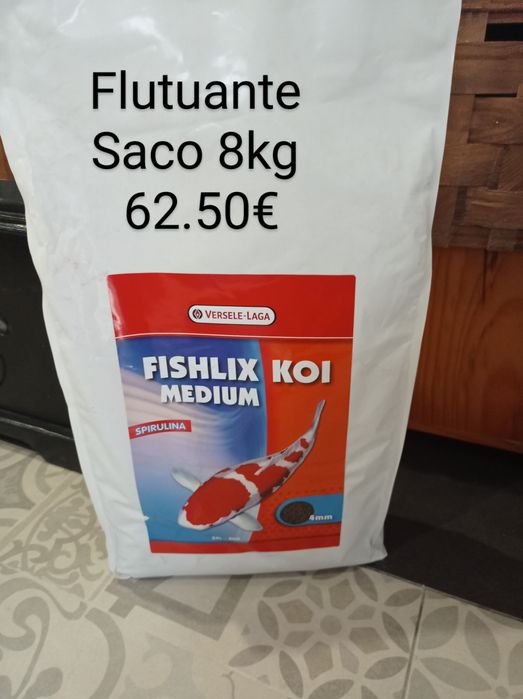 Flutuante
Saco 8kg
62.50€
VERSELE-LAGA
FISHLIX KOI
MEDIUM
SPIRULINA
4mm